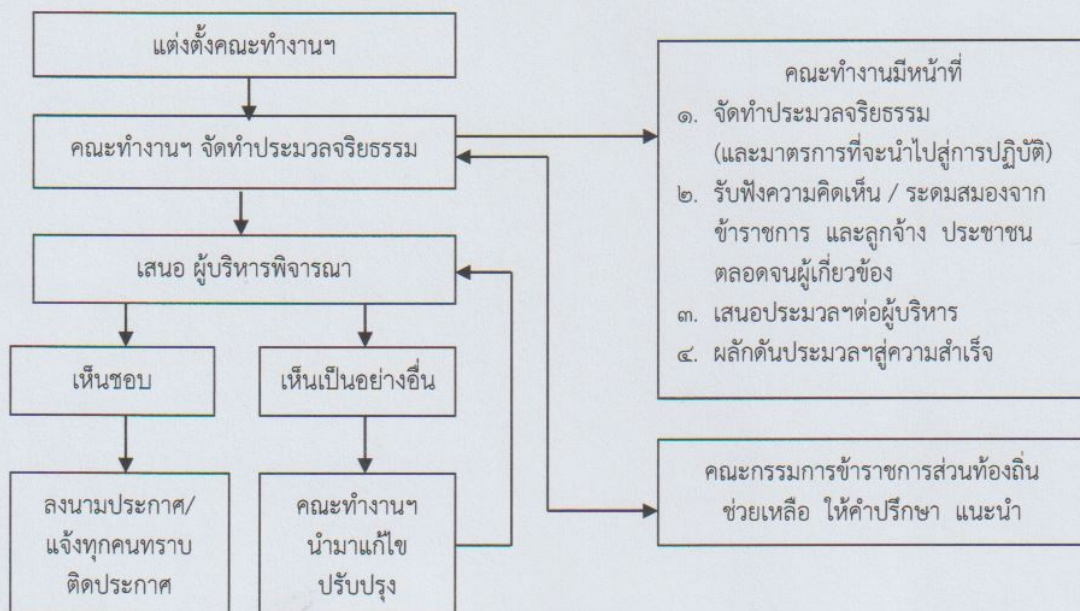 แต่งตั้งคณะทำงานฯ
คณะทำงานฯ จัดทำประมวลจริยธรรม
เสนอ ผู้บริหารพิจารณา
เห็นชอบ
เห็นเป็นอย่างอื่น
ลงนามประกาศ/
แจ้งทุกคนทราบ
ติดประกาศ
คณะทำงานฯ
นำมาแก้ไข
ปรับปรุง
คณะทำงานมีหน้าที่
๑. จัดทำประมวลจริยธรรม
(และมาตรการที่จะนำไปสู่การปฏิบัติ)
๒. รับฟังความคิดเห็น / ระดมสมองจาก
ข้าราชการ และลูกจ้าง ประชาชน
ตลอดจนผู้เกี่ยวข้อง
๓. เสนอประมวลฯต่อผู้บริหาร
๔. ผลักดันประมวลฯสู่ความสำเร็จ
คณะกรรมการข้าราชการส่วนท้องถิ่น
ช่วยเหลือ ให้คำปรึกษา แนะนำ